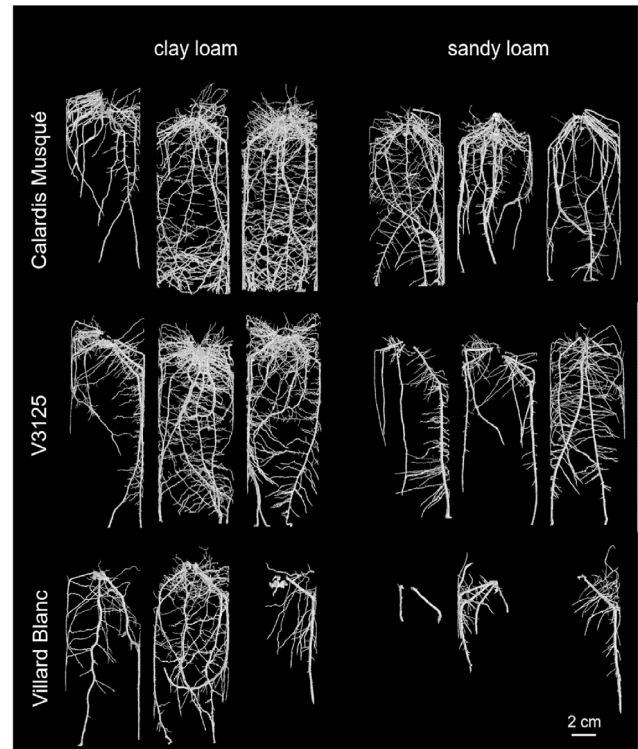 clay loam
sandy loam
Calardis Musqué
V3125
Villard Blanc
2 cm